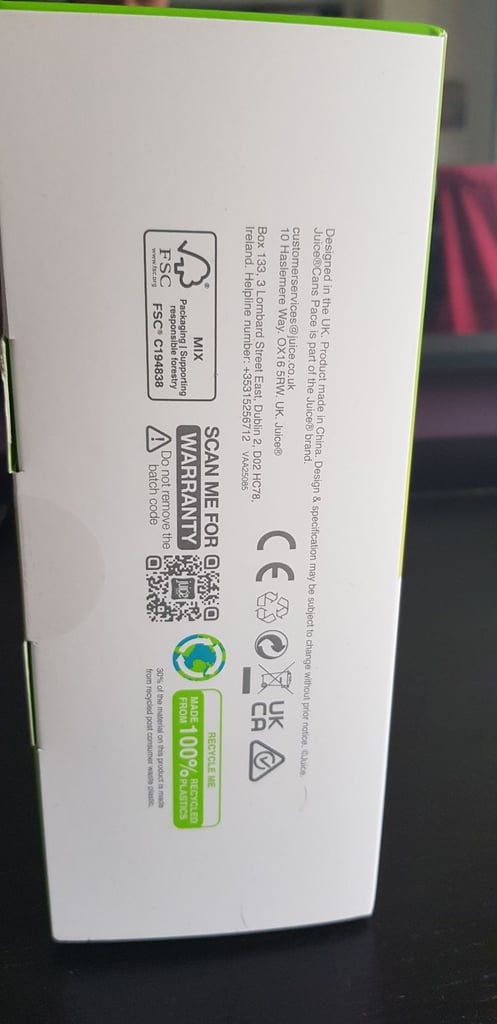 Designed in the UK. Product made in China. Design & specification may be subject to change without prior notice. ©Juice.
Juice®Cans Pace is part of the Juice® brand.
customerservices@juice.co.uk
10 Haslemere Way, OX16 5RW, UK. Juice®
Box 133, 3 Lombard Street East, Dublin 2, D02 HC78,
Ireland. Helpline number: +35315256712 VAA25085
CE
UK
CA
FSC®
www.fsc.org
MIX
Packaging | Supporting
responsible forestry
FSC® C194838
SCAN ME FOR
WARRANTY
Do not remove the
batch code
juice
RECYCLE ME
MADE FROM 100% RECYCLED PLASTICS
30% of the material on this product is made
from recycled post consumer waste plastic.